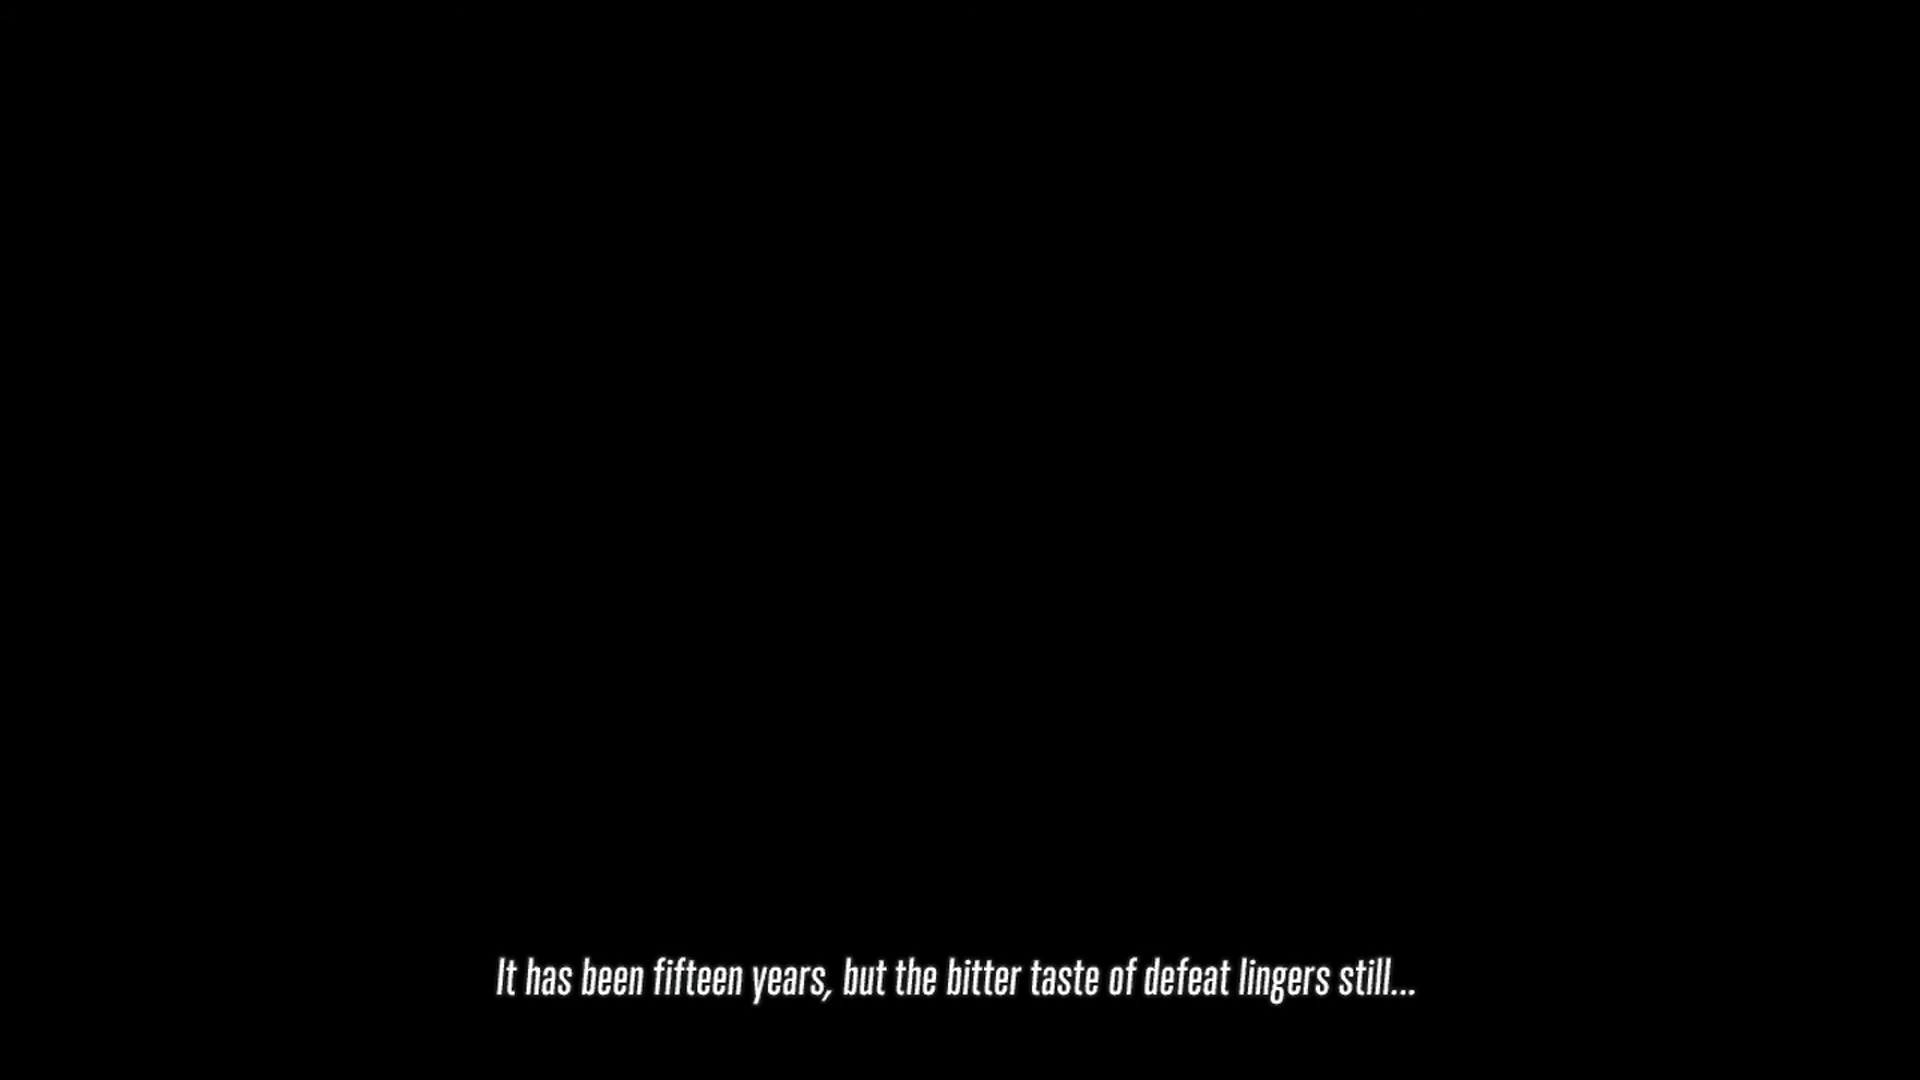 It has been fifteen years, but the bitter taste of defeat lingers still...